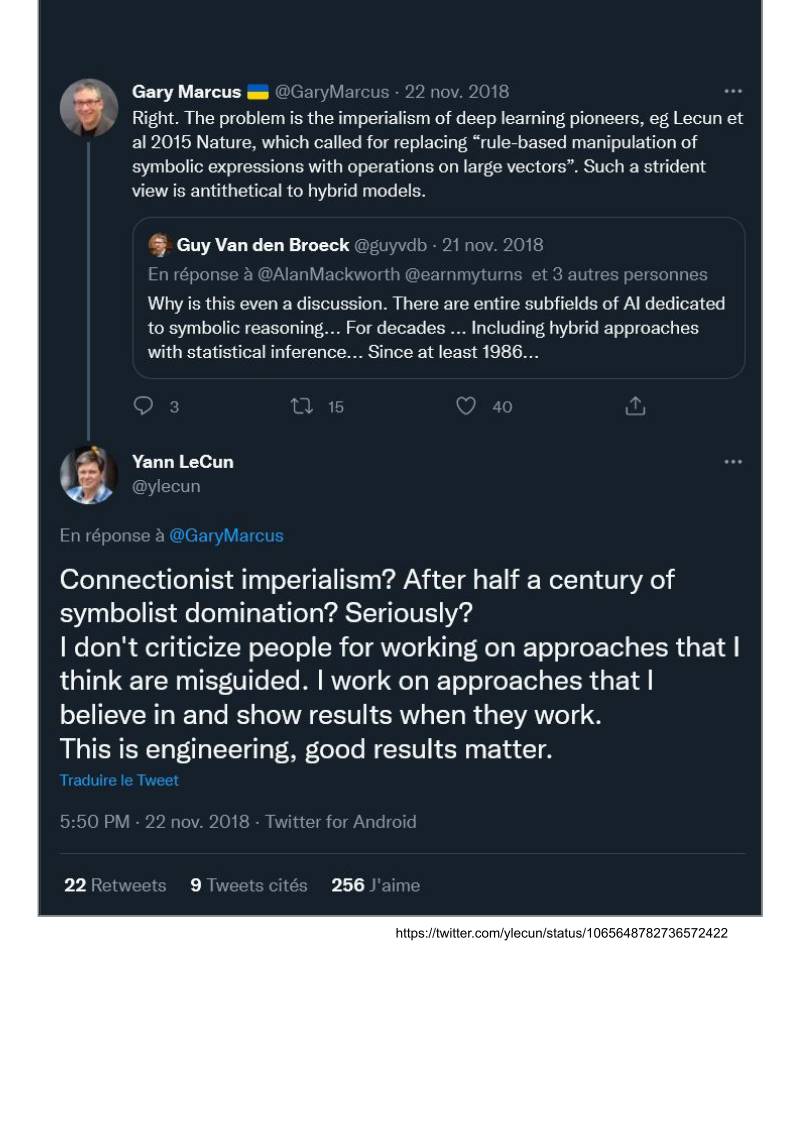 Gary Marcus 🇺🇦 @GaryMarcus · 22 nov. 2018
Right. The problem is the imperialism of deep learning pioneers, eg Lecun et
al 2015 Nature, which called for replacing “rule-based manipulation of
symbolic expressions with operations on large vectors”. Such a strident
view is antithetical to hybrid models.
Guy Van den Broeck @guyvdb · 21 nov. 2018
En réponse à @AlanMackworth @earnmyturns et 3 autres personnes
Why is this even a discussion. There are entire subfields of AI dedicated
to symbolic reasoning... For decades ... Including hybrid approaches
with statistical inference... Since at least 1986...
3 15 40
Yann LeCun
@ylecun
En réponse à @GaryMarcus
Connectionist imperialism? After half a century of
symbolist domination? Seriously?
I don't criticize people for working on approaches that I
think are misguided. I work on approaches that I
believe in and show results when they work.
This is engineering, good results matter.
Traduire le Tweet
5:50 PM · 22 nov. 2018 · Twitter for Android
22 Retweets 9 Tweets cités 256 J'aime
https://twitter.com/ylecun/status/1065648782736572422